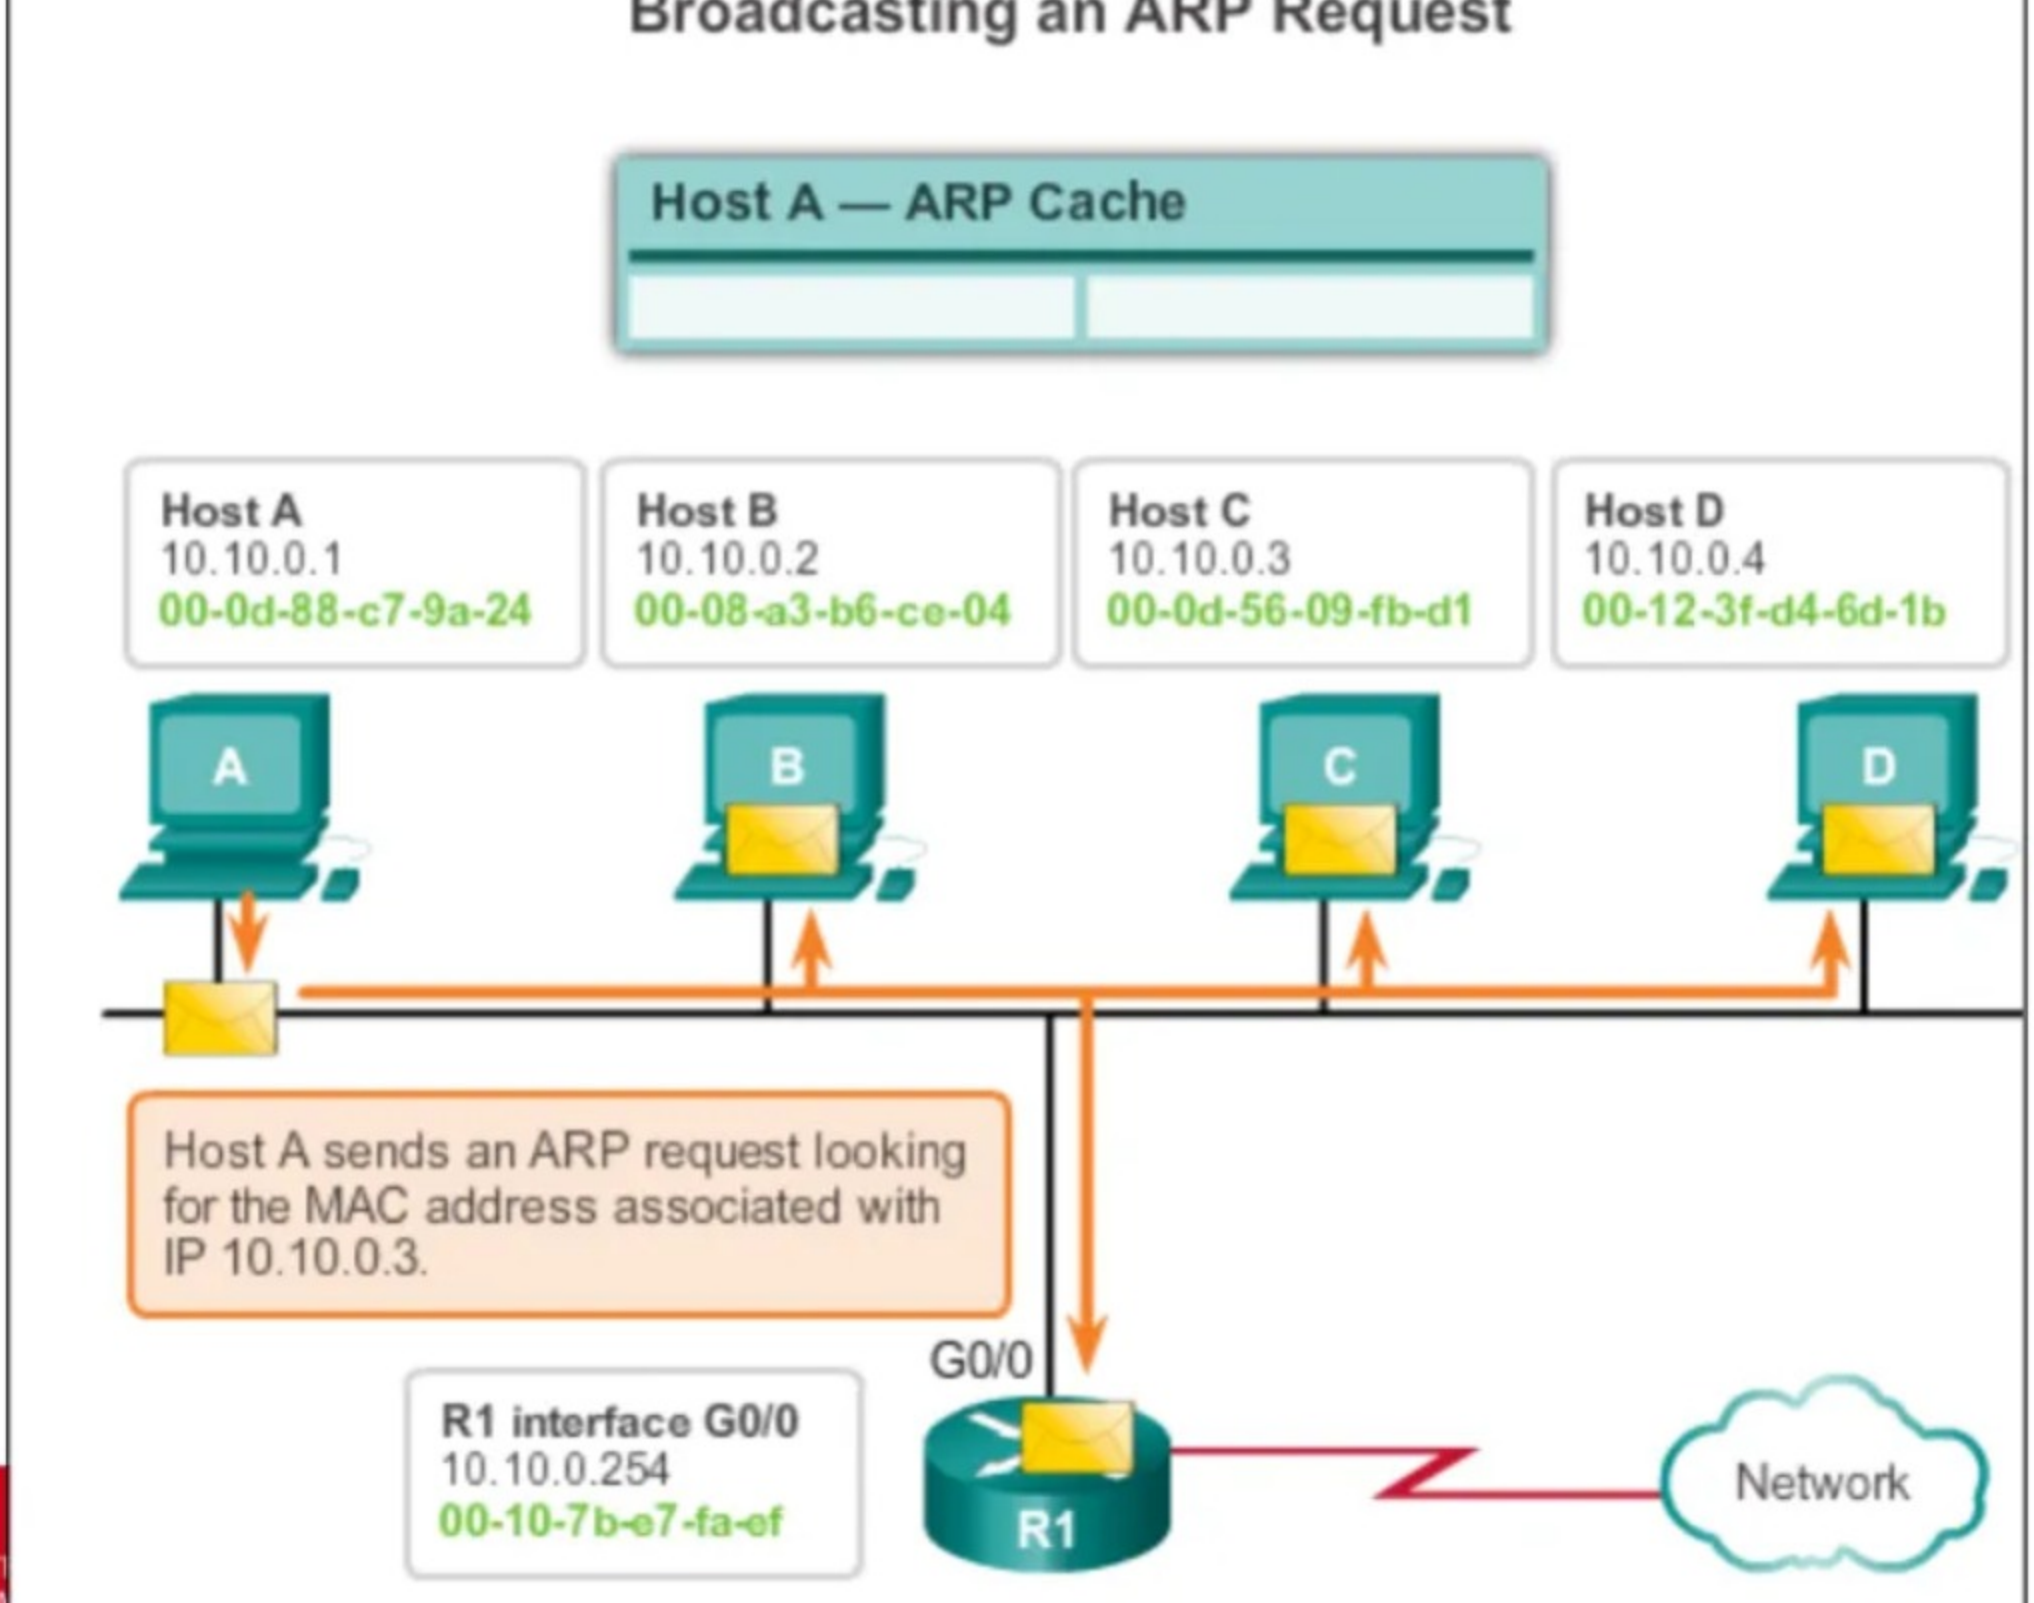 Broadcasting an ARP Request
Host A — ARP Cache
Host A
10.10.0.1
00-0d-88-c7-9a-24
Host B
10.10.0.2
00-08-a3-b6-ce-04
Host C
10.10.0.3
00-0d-56-09-fb-d1
Host D
10.10.0.4
00-12-3f-d4-6d-1b
A
B
C
D
Host A sends an ARP request looking
for the MAC address associated with
IP 10.10.0.3.
G0/0
R1 interface G0/0
10.10.0.254
00-10-7b-e7-fa-ef
R1
Network